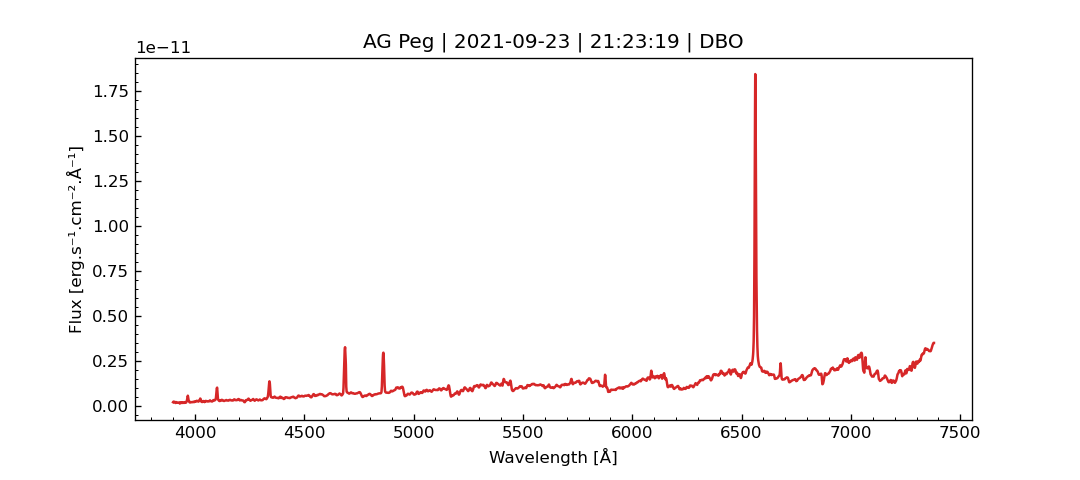 AG Peg | 2021-09-23 | 21:23:19 | DBO
1e−11
1.75
1.50
1.25
1.00
0.75
0.50
0.25
0.00
Flux [erg.s⁻¹.cm⁻².Å⁻¹]
4000 4500 5000 5500 6000 6500 7000 7500
Wavelength [Å]